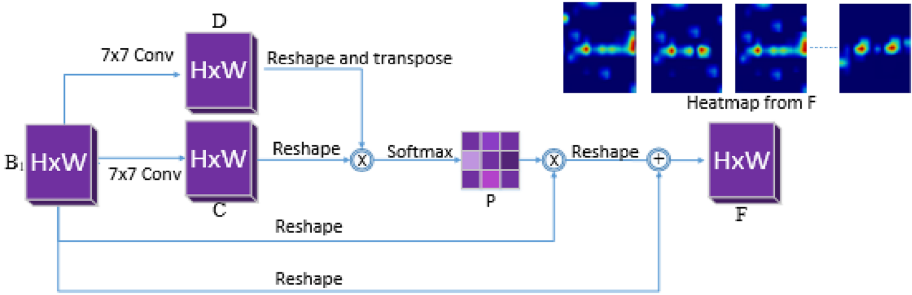 D
7x7 Conv
HxW
Reshape and transpose
Heatmap from F
B1
HxW
7x7 Conv
HxW
C
Reshape
X
Softmax
P
X
Reshape
+
HxW
F
Reshape
Reshape